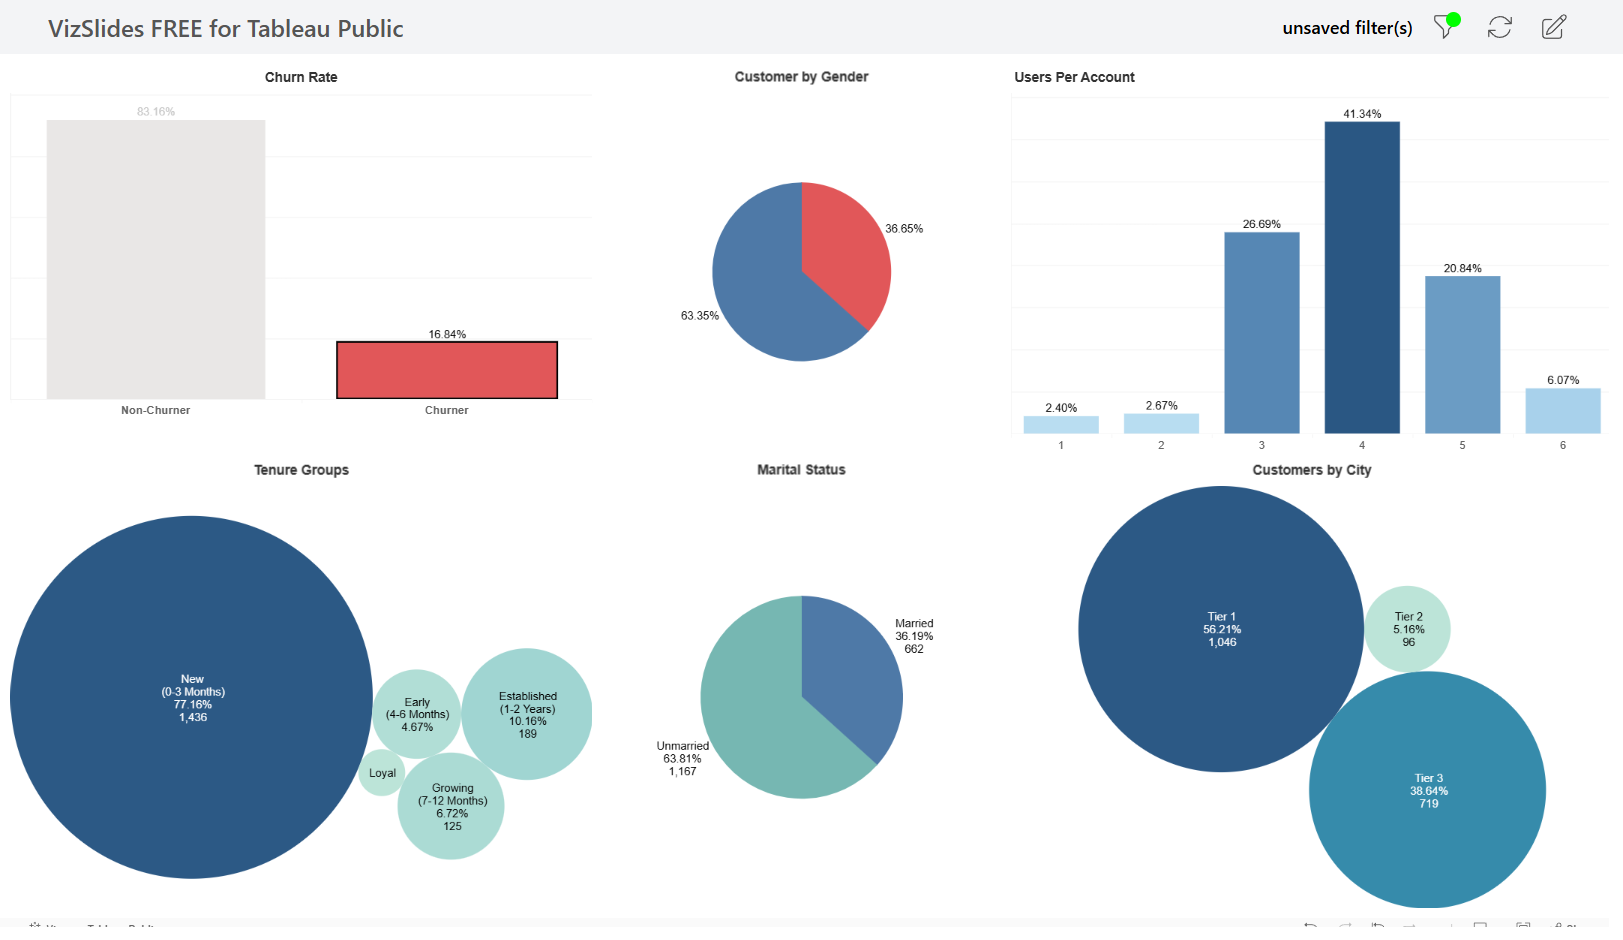 VizSlides FREE for Tableau Public
unsaved filter(s)
Churn Rate
83.16%
16.84%
Non-Churner
Churner
Customer by Gender
36.65%
63.35%
Users Per Account
41.34%
26.69%
20.84%
6.07%
2.40%
2.67%
1
2
3
4
5
6
Tenure Groups
New
(0-3 Months)
77.16%
1,436
Early
(4-6 Months)
4.67%
Established
(1-2 Years)
10.16%
189
Loyal
Growing
(7-12 Months)
6.72%
125
Marital Status
Married
36.19%
662
Unmarried
63.81%
1,167
Customers by City
Tier 1
56.21%
1,046
Tier 2
5.16%
96
Tier 3
38.64%
719